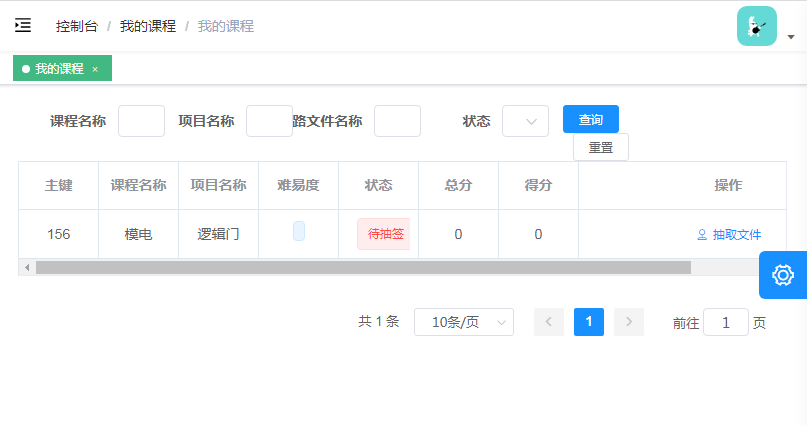 控制台 / 我的课程 / 我的课程
我的课程 ×
课程名称 项目名称 路文件名称 状态 查询
重置
主键 课程名称 项目名称 难易度 状态 总分 得分 操作
156 模电 逻辑门 待抽签 0 0 抽取文件
共 1 条 10条/页 1 前往 1 页